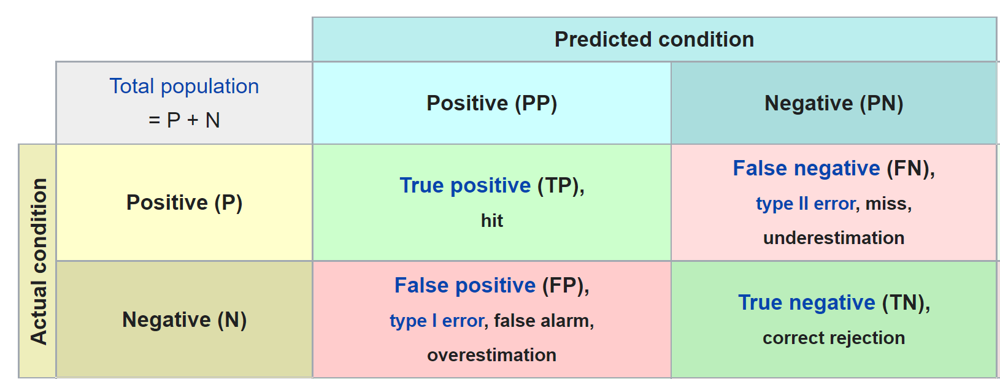 Predicted condition
Total population
= P + N
Positive (PP)
Negative (PN)
Actual condition
Positive (P)
True positive (TP),
hit
False negative (FN),
type II error, miss,
underestimation
Negative (N)
False positive (FP),
type I error, false alarm,
overestimation
True negative (TN),
correct rejection